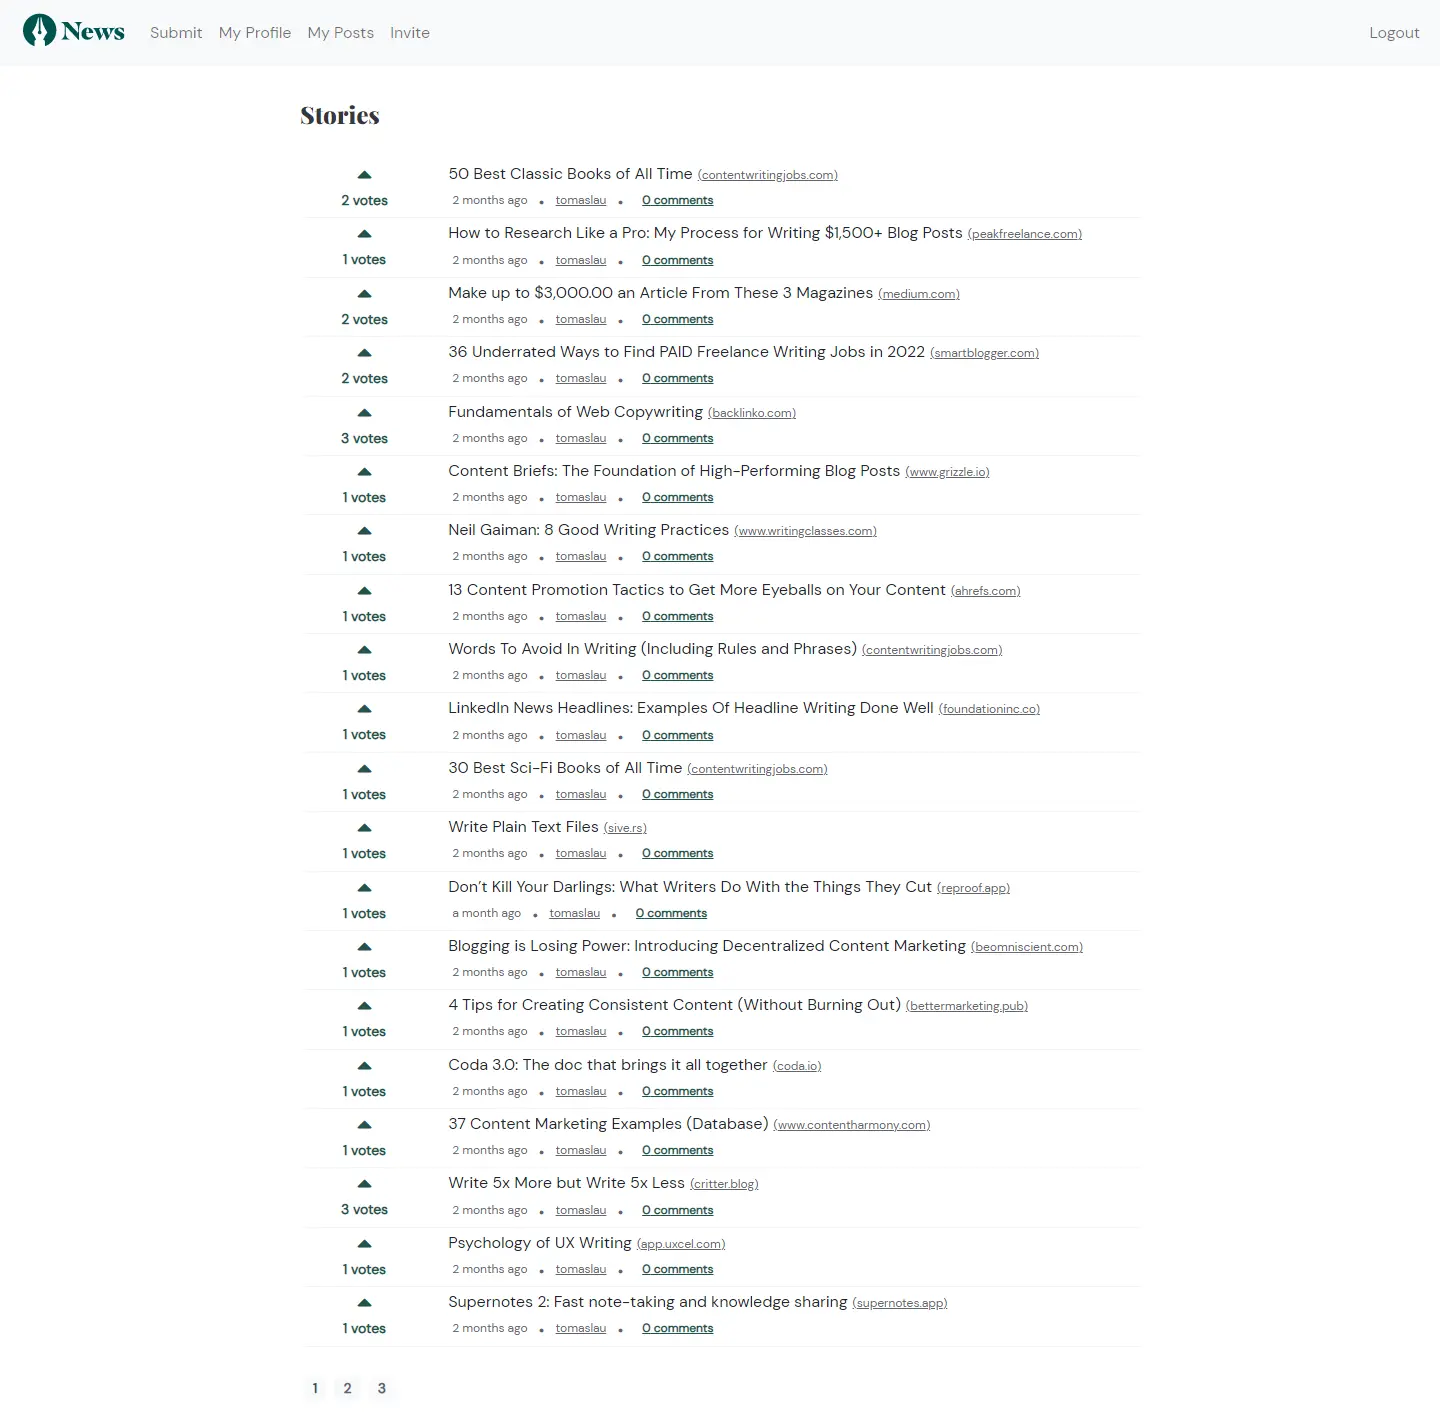 News Submit My Profile My Posts Invite Logout
Stories
50 Best Classic Books of All Time (contentwritingjobs.com)
2 votes 2 months ago • tomaslau • 0 comments
How to Research Like a Pro: My Process for Writing $1,500+ Blog Posts (peakfreelance.com)
1 votes 2 months ago • tomaslau • 0 comments
Make up to $3,000.00 an Article From These 3 Magazines (medium.com)
2 votes 2 months ago • tomaslau • 0 comments
36 Underrated Ways to Find PAID Freelance Writing Jobs in 2022 (smartblogger.com)
2 votes 2 months ago • tomaslau • 0 comments
Fundamentals of Web Copywriting (backlinko.com)
3 votes 2 months ago • tomaslau • 0 comments
Content Briefs: The Foundation of High-Performing Blog Posts (www.grizzle.io)
1 votes 2 months ago • tomaslau • 0 comments
Neil Gaiman: 8 Good Writing Practices (www.writingclasses.com)
1 votes 2 months ago • tomaslau • 0 comments
13 Content Promotion Tactics to Get More Eyeballs on Your Content (ahrefs.com)
1 votes 2 months ago • tomaslau • 0 comments
Words To Avoid In Writing (Including Rules and Phrases) (contentwritingjobs.com)
1 votes 2 months ago • tomaslau • 0 comments
LinkedIn News Headlines: Examples Of Headline Writing Done Well (foundationinc.co)
1 votes 2 months ago • tomaslau • 0 comments
30 Best Sci-Fi Books of All Time (contentwritingjobs.com)
1 votes 2 months ago • tomaslau • 0 comments
Write Plain Text Files (sive.rs)
1 votes 2 months ago • tomaslau • 0 comments
Don’t Kill Your Darlings: What Writers Do With the Things They Cut (reproof.app)
1 votes a month ago • tomaslau • 0 comments
Blogging is Losing Power: Introducing Decentralized Content Marketing (beomniscient.com)
1 votes 2 months ago • tomaslau • 0 comments
4 Tips for Creating Consistent Content (Without Burning Out) (bettermarketing.pub)
1 votes 2 months ago • tomaslau • 0 comments
Coda 3.0: The doc that brings it all together (coda.io)
1 votes 2 months ago • tomaslau • 0 comments
37 Content Marketing Examples (Database) (www.contentharmony.com)
1 votes 2 months ago • tomaslau • 0 comments
Write 5x More but Write 5x Less (critter.blog)
3 votes 2 months ago • tomaslau • 0 comments
Psychology of UX Writing (app.uxcel.com)
1 votes 2 months ago • tomaslau • 0 comments
Supernotes 2: Fast note-taking and knowledge sharing (supernotes.app)
1 votes 2 months ago • tomaslau • 0 comments
1 2 3